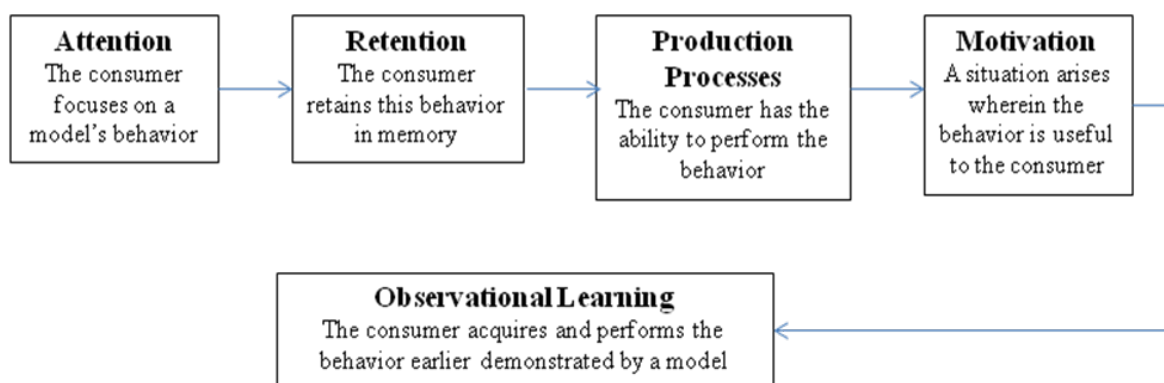 Attention
The consumer
focuses on a
model's behavior
Retention
The consumer
retains this behavior
in memory
Production
Processes
The consumer has the
ability to perform the
behavior
Motivation
A situation arises
wherein the
behavior is useful
to the consumer
Observational Learning
The consumer acquires and performs the
behavior earlier demonstrated by a model